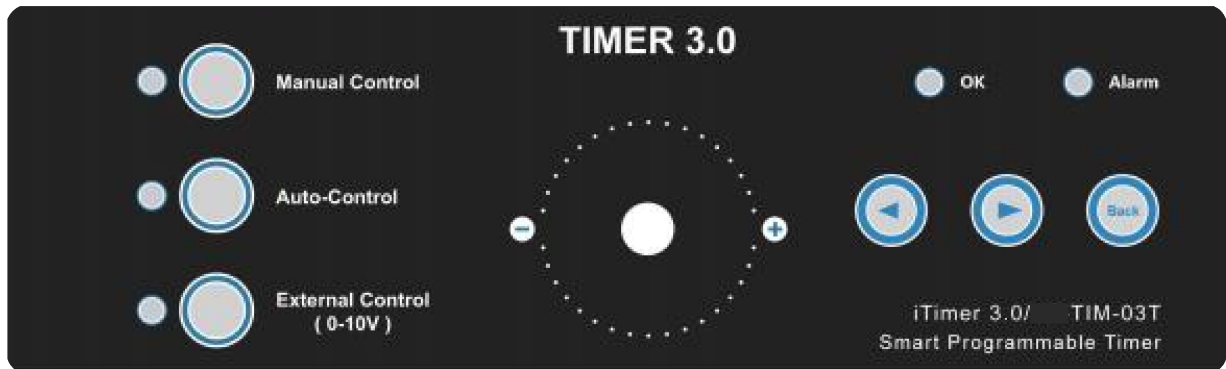 TIMER 3.0
Manual Control
OK
Alarm
Auto-Control
Back
External Control
( 0-10V )
iTimer 3.0/ TIM-03T
Smart Programmable Timer